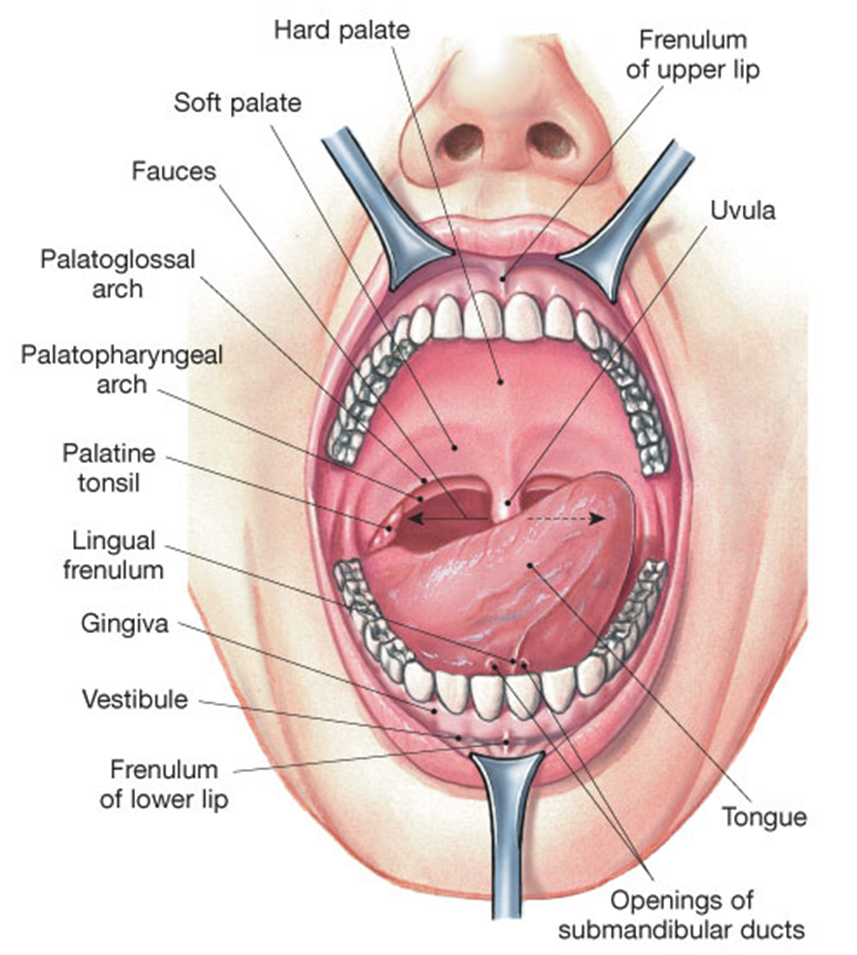 Hard palate
Frenulum
of upper lip
Soft palate
Fauces
Uvula
Palatoglossal
arch
Palatopharyngeal
arch
Palatine
tonsil
Lingual
frenulum
Gingiva
Vestibule
Frenulum
of lower lip
Tongue
Openings of
submandibular ducts